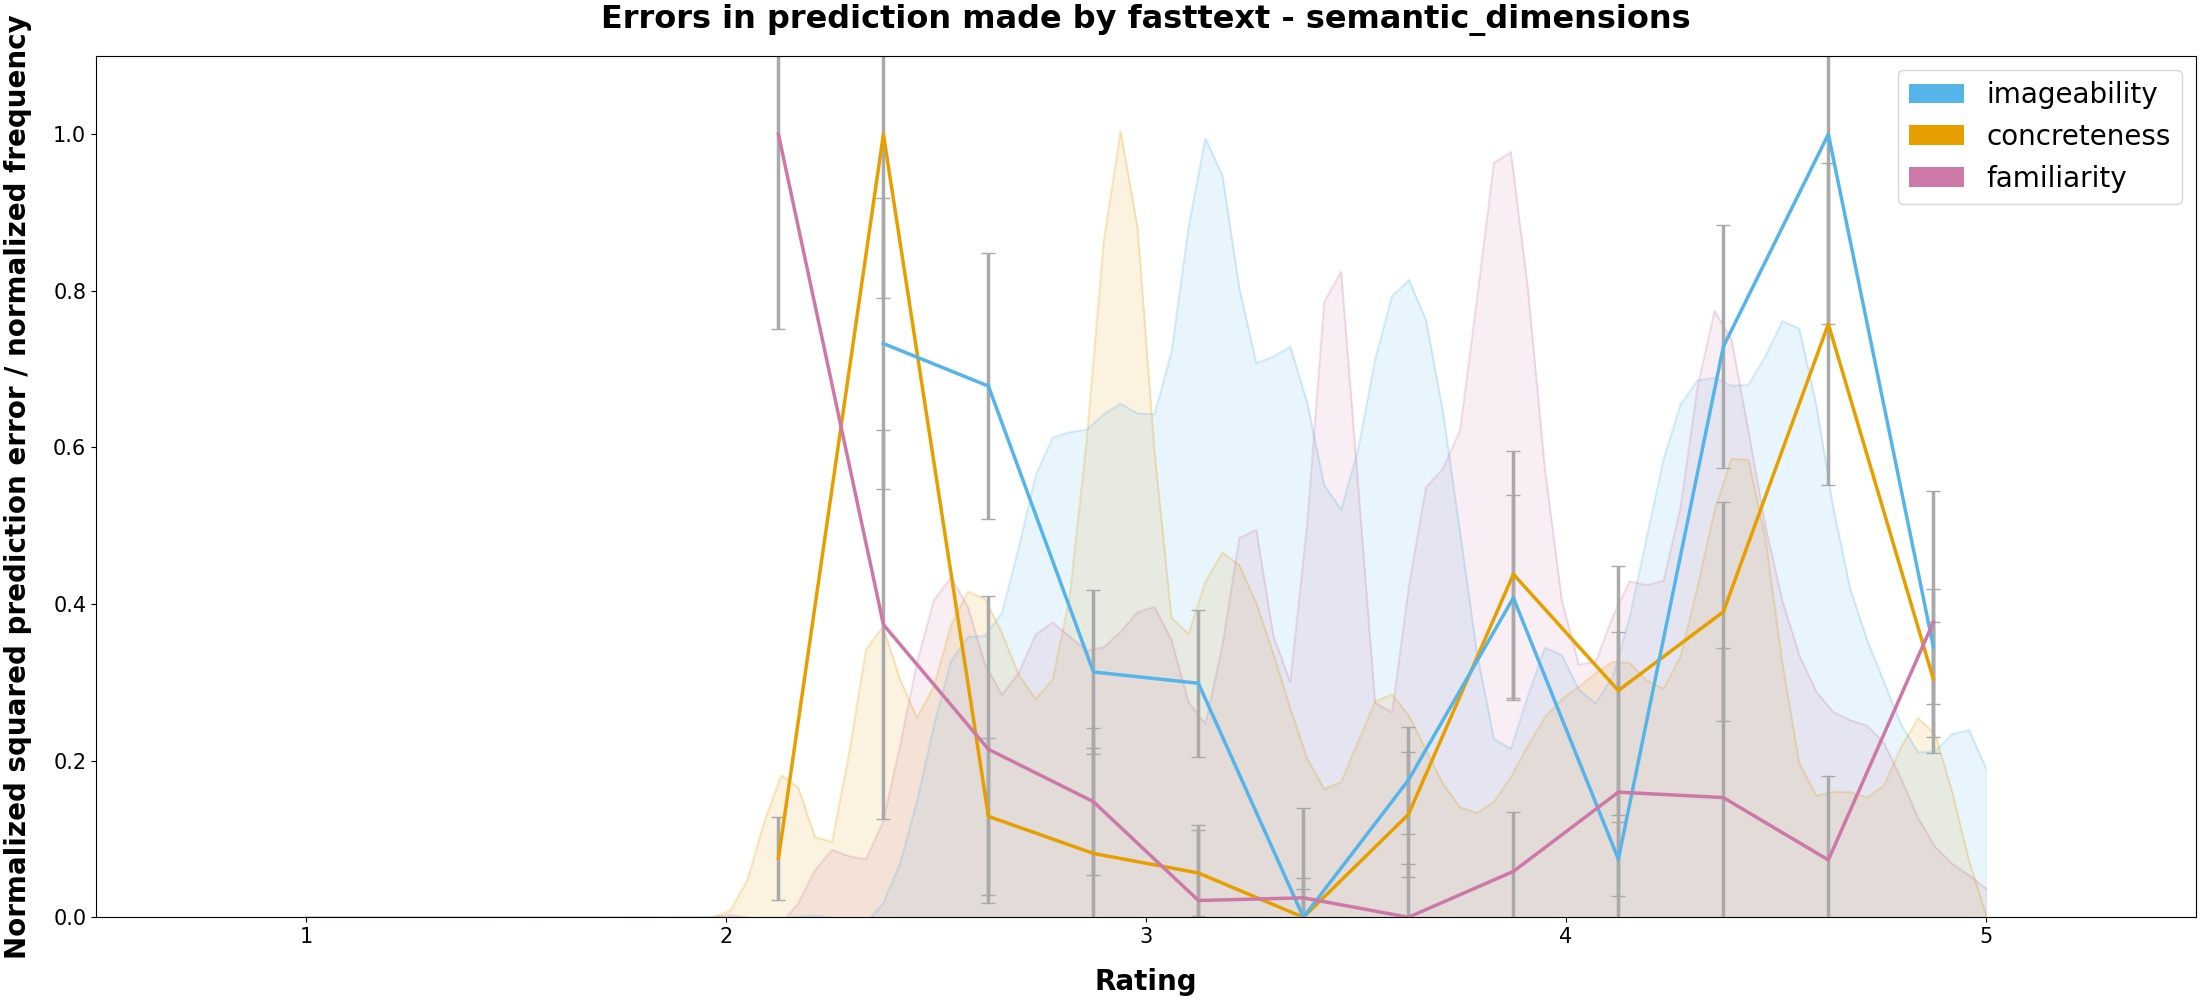 Errors in prediction made by fasttext - semantic_dimensions
Normalized squared prediction error / normalized frequency
1.0
0.8
0.6
0.4
0.2
0.0
imageability
concreteness
familiarity
1 2 3 4 5
Rating